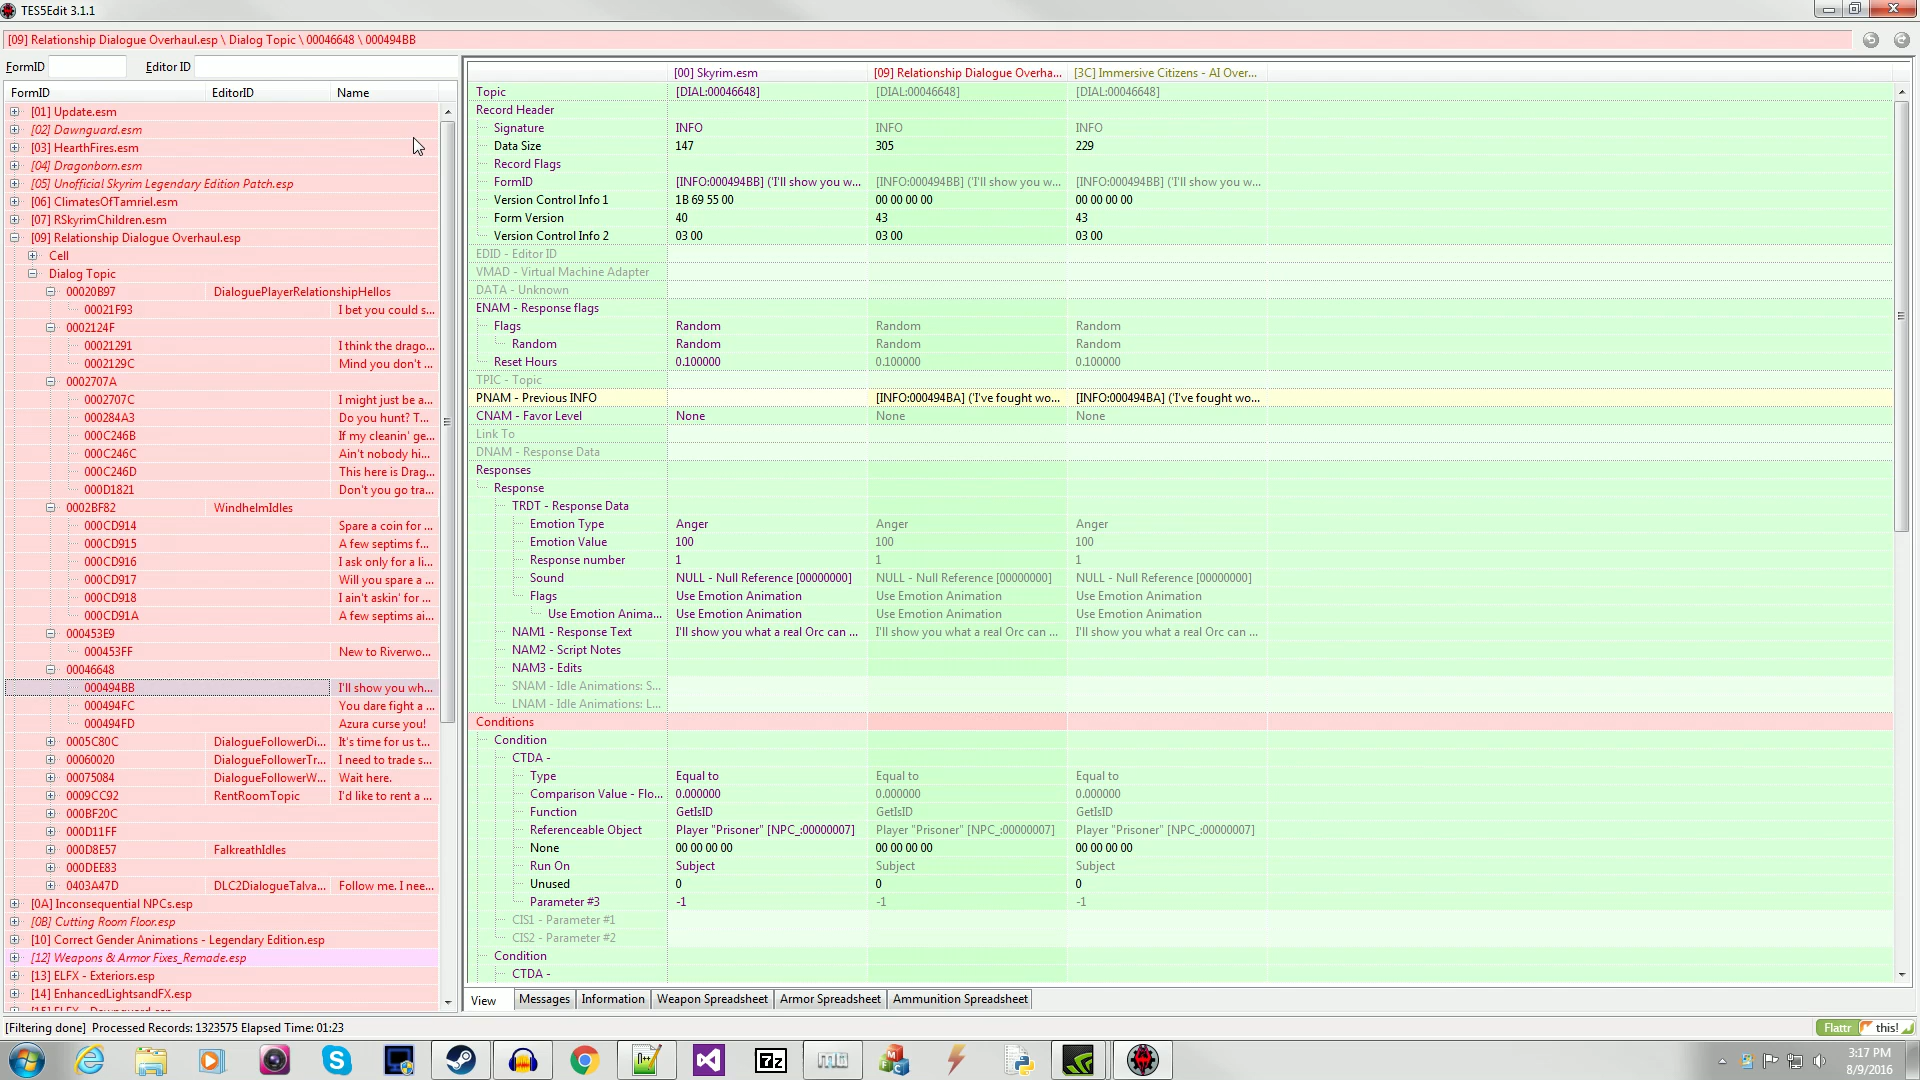 TES5Edit 3.1.1
[09] Relationship Dialogue Overhaul.esp \ Dialog Topic \ 00046648 \ 000494BB
FormID Editor ID
FormID EditorID Name
[01] Update.esm
[02] Dawnguard.esm
[03] HearthFires.esm
[04] Dragonborn.esm
[05] Unofficial Skyrim Legendary Edition Patch.esp
[06] ClimatesOfTamriel.esm
[07] RSkyrimChildren.esm
[09] Relationship Dialogue Overhaul.esp
Cell
Dialog Topic
00020B97 DialoguePlayerRelationshipHellos
00021F93 I bet you could s...
0002124F
00021291 I think the drago...
0002129C Mind you don't ...
0002707A
0002707C I might just be a...
000284A3 Do you hunt? T...
000C246B If my cleanin' ge...
000C246C Ain't nobody hi...
000C246D This here is Drag...
000D1821 Don't you go tra...
0002BF82 WindhelmIdles
000CD914 Spare a coin for ...
000CD915 A few septims f...
000CD916 I ask only for a li...
000CD917 Will you spare a ...
000CD918 I ain't askin' for ...
000CD91A A few septims ai...
000453E9
000453FF New to Riverwo...
00046648
000494BB I'll show you wh...
000494FC You dare fight a ...
000494FD Azura curse you!
0005C80C DialogueFollowerDi... It's time for us t...
00060020 DialogueFollowerTr... I need to trade s...
00075084 DialogueFollowerW... Wait here.
0009CC92 RentRoomTopic I'd like to rent a ...
000BF20C
000D11FF
000D8E57 FalkreathIdles
000DEE83
0403A47D DLC2DialogueTalva... Follow me. I nee...
[0A] Inconsequential NPCs.esp
[0B] Cutting Room Floor.esp
[10] Correct Gender Animations - Legendary Edition.esp
[12] Weapons & Armor Fixes_Remade.esp
[13] ELFX - Exteriors.esp
[14] EnhancedLightsandFX.esp
[00] Skyrim.esm [09] Relationship Dialogue Overha... [3C] Immersive Citizens - AI Over...
Topic [DIAL:00046648] [DIAL:00046648] [DIAL:00046648]
Record Header
Signature INFO INFO INFO
Data Size 147 305 229
Record Flags
FormID [INFO:000494BB] ('I'll show you w... [INFO:000494BB] ('I'll show you w... [INFO:000494BB] ('I'll show you w...
Version Control Info 1 1B 69 55 00 00 00 00 00 00 00 00 00
Form Version 40 43 43
Version Control Info 2 03 00 03 00 03 00
EDID - Editor ID
VMAD - Virtual Machine Adapter
DATA - Unknown
ENAM - Response flags
Flags Random Random Random
Random Random Random Random
Reset Hours 0.100000 0.100000 0.100000
TPIC - Topic
PNAM - Previous INFO [INFO:000494BA] ('I've fought wo... [INFO:000494BA] ('I've fought wo...
CNAM - Favor Level None None None
Link To
DNAM - Response Data
Responses
Response
TRDT - Response Data
Emotion Type Anger Anger Anger
Emotion Value 100 100 100
Response number 1 1 1
Sound NULL - Null Reference [00000000] NULL - Null Reference [00000000] NULL - Null Reference [00000000]
Flags Use Emotion Animation Use Emotion Animation Use Emotion Animation
Use Emotion Anima... Use Emotion Animation Use Emotion Animation Use Emotion Animation
NAM1 - Response Text I'll show you what a real Orc can ... I'll show you what a real Orc can ... I'll show you what a real Orc can ...
NAM2 - Script Notes
NAM3 - Edits
SNAM - Idle Animations: S...
LNAM - Idle Animations: L...
Conditions
Condition
CTDA -
Type Equal to Equal to Equal to
Comparison Value - Flo... 0.000000 0.000000 0.000000
Function GetIsID GetIsID GetIsID
Referenceable Object Player "Prisoner" [NPC_:00000007] Player "Prisoner" [NPC_:00000007] Player "Prisoner" [NPC_:00000007]
None 00 00 00 00 00 00 00 00 00 00 00 00
Run On Subject Subject Subject
Unused 0 0 0
Parameter #3 -1 -1 -1
CIS1 - Parameter #1
CIS2 - Parameter #2
Condition
CTDA -
View Messages Information Weapon Spreadsheet Armor Spreadsheet Ammunition Spreadsheet
[Filtering done] Processed Records: 1323575 Elapsed Time: 01:23
Flattr this!
3:17 PM
8/9/2016